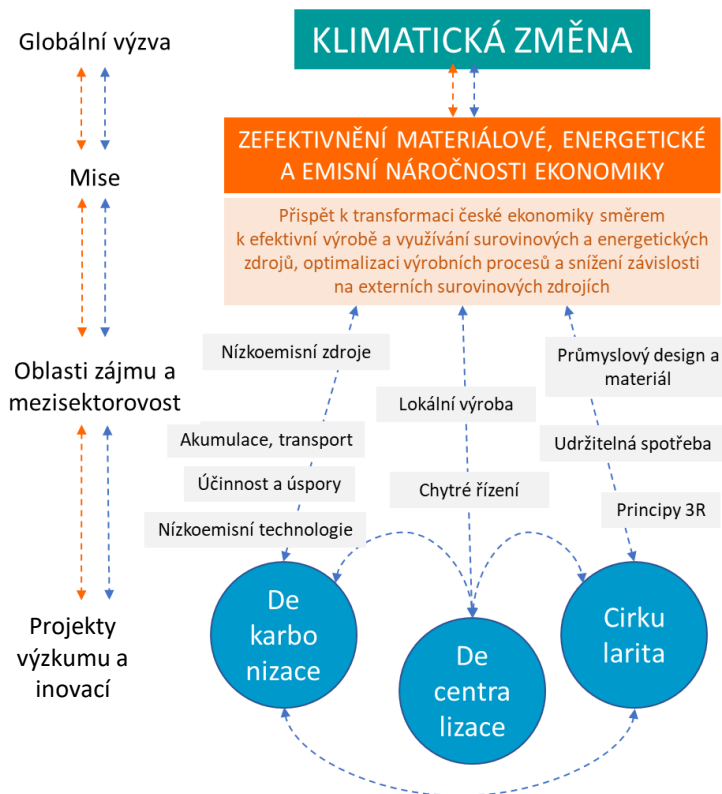 Globální výzva
KLIMATICKÁ ZMĚNA
Mise
ZEFEKTIVNĚNÍ MATERIÁLOVÉ, ENERGETICKÉ
A EMISNÍ NÁROČNOSTI EKONOMIKY
Přispět k transformaci české ekonomiky směrem
k efektivní výrobě a využívání surovinových a energetických
zdrojů, optimalizaci výrobních procesů a snížení závislosti
na externích surovinových zdrojích
Oblasti zájmu a
mezisektorovost
Nízkoemisní zdroje
Akumulace, transport
Účinnost a úspory
Nízkoemisní technologie
Lokální výroba
Chytré řízení
Průmyslový design a
materiál
Udržitelná spotřeba
Principy 3R
Projekty
výzkumu a
inovací
De
karbo
nizace
De
centra
lizace
Cirku
larita